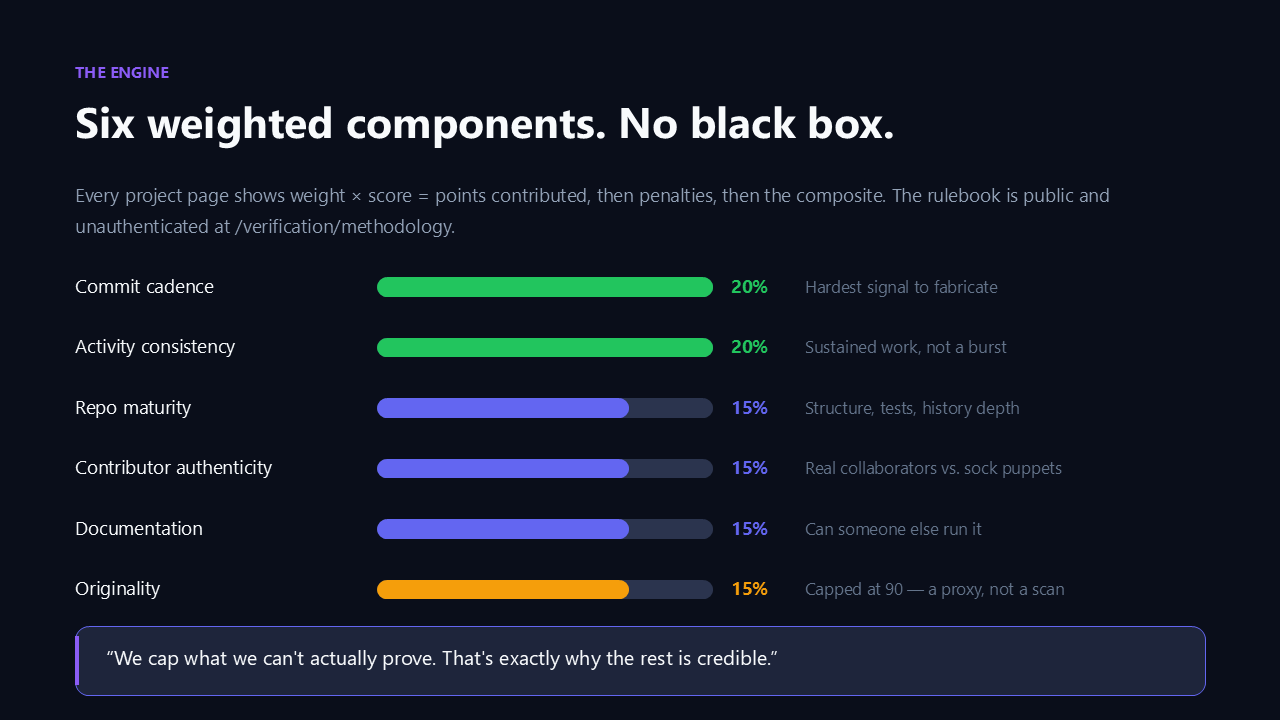 THE ENGINE
Six weighted components. No black box.
Every project page shows weight × score = points contributed, then penalties, then the composite. The rulebook is public and
unauthenticated at /verification/methodology.
Commit cadence 20% Hardest signal to fabricate
Activity consistency 20% Sustained work, not a burst
Repo maturity 15% Structure, tests, history depth
Contributor authenticity 15% Real collaborators vs. sock puppets
Documentation 15% Can someone else run it
Originality 15% Capped at 90 — a proxy, not a scan
“We cap what we can't actually prove. That's exactly why the rest is credible.”